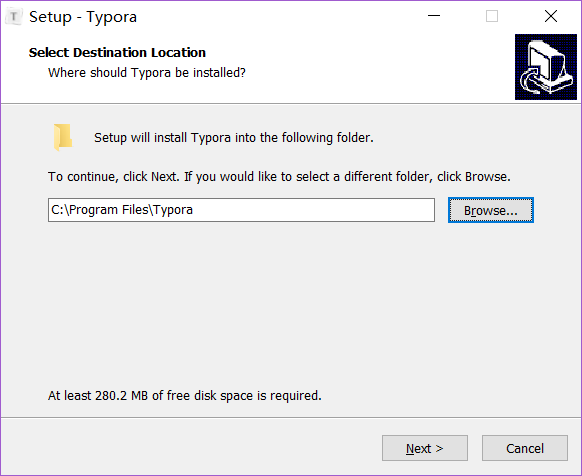 Setup - Typora
Select Destination Location
Where should Typora be installed?
Setup will install Typora into the following folder.
To continue, click Next. If you would like to select a different folder, click Browse.
C:\Program Files\Typora
Browse...
At least 280.2 MB of free disk space is required.
Next >
Cancel